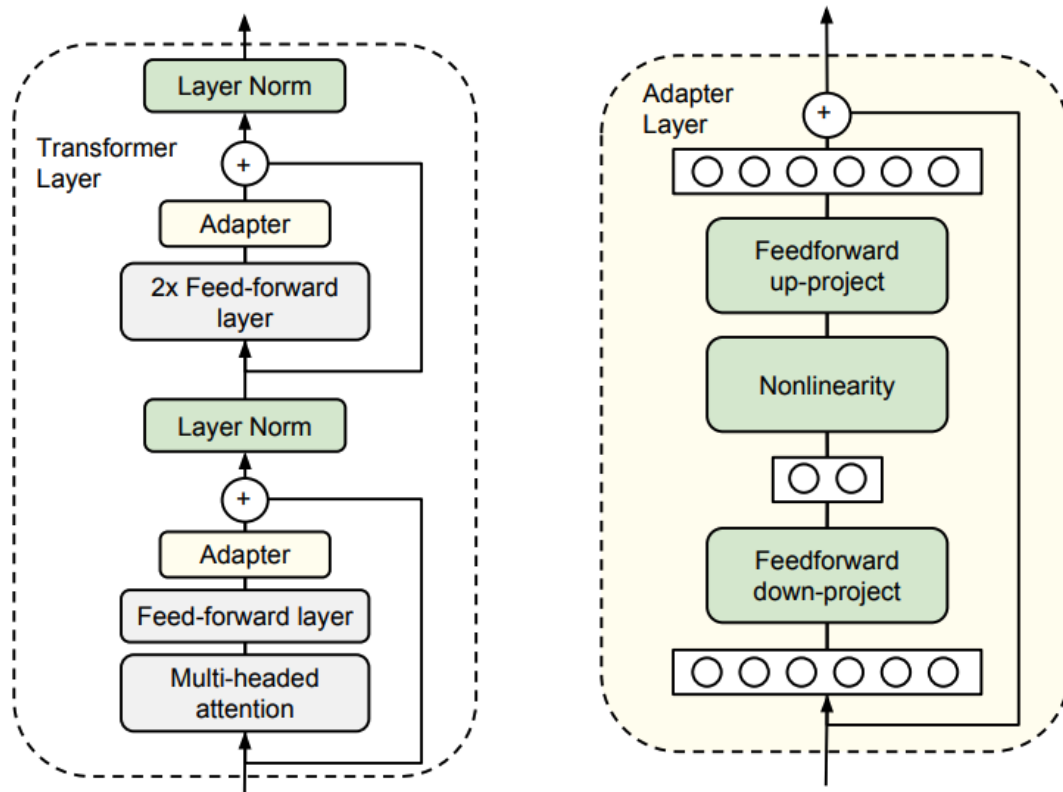 Layer Norm
Transformer
Layer
+
Adapter
2x Feed-forward
layer
Layer Norm
+
Adapter
Feed-forward layer
Multi-headed
attention
Adapter
Layer
+
Feedforward
up-project
Nonlinearity
Feedforward
down-project